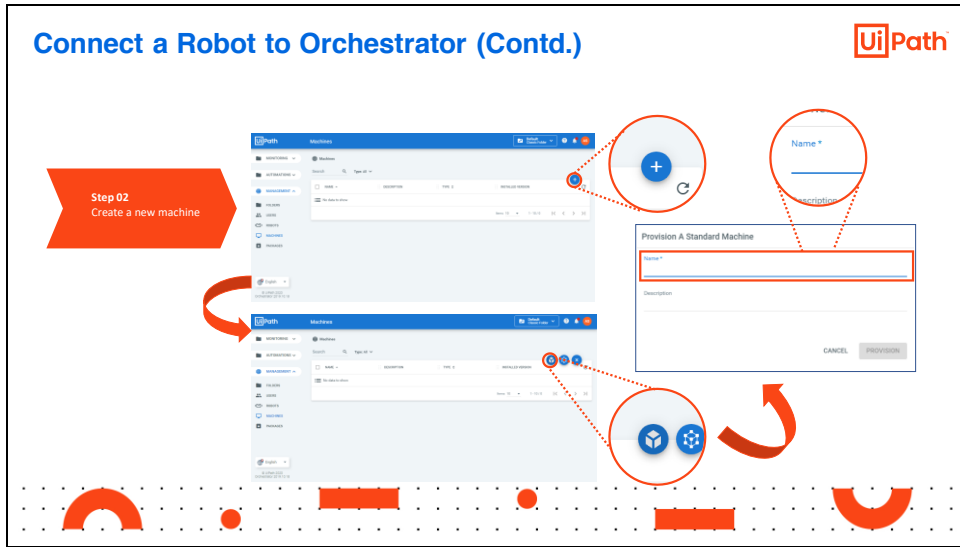 Connect a Robot to Orchestrator (Contd.)
UiPath
Step 02
Create a new machine
UiPath
Machines
Default
MONITORING
AUTOMATIONS
MANAGEMENT
FOLDERS
USERS
ROBOTS
MACHINES
PACKAGES
Machines
Search
Type: All
NAME
DESCRIPTION
TYPE
INSTALLED VERSION
No data to show
English
Name *
Description
Provision A Standard Machine
Name *
Description
CANCEL
PROVISION
UiPath
Machines
Default
MONITORING
AUTOMATIONS
MANAGEMENT
FOLDERS
USERS
ROBOTS
MACHINES
PACKAGES
Machines
Search
Type: All
NAME
DESCRIPTION
TYPE
INSTALLED VERSION
No data to show
English